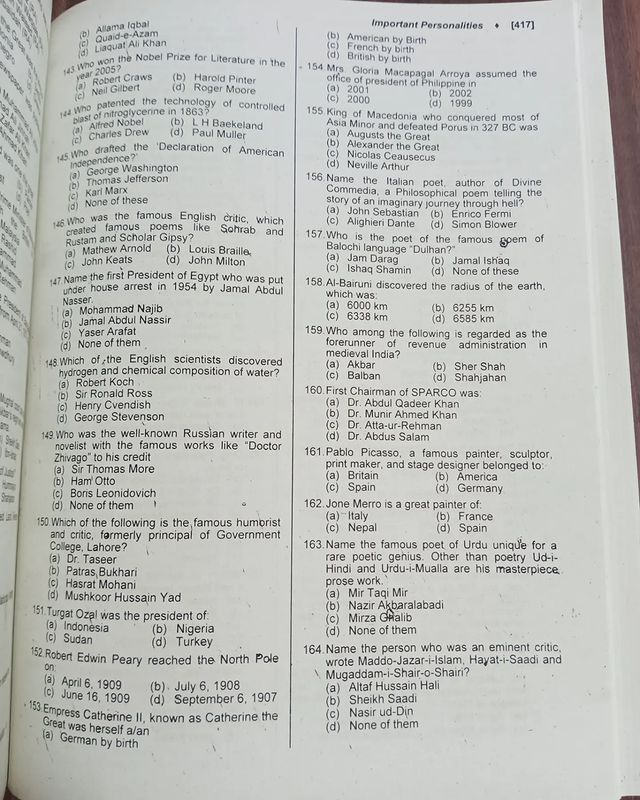 Important Personalities ♦ [417]
(b) Allama Iqbal
(c) Quaid-e-Azam
(d) Liaquat Ali Khan
143. Who won the Nobel Prize for Literature in the
year 2005?
(a) Robert Craws (b) Harold Pinter
(c) Neil Gilbert (d) Roger Moore
144. Who patented the technology of controlled
blast of nitroglycerine in 1863?
(a) Alfred Nobel (b) L H Baekeland
(c) Charles Drew (d) Paul Muller
145. Who drafted the 'Declaration of American
Independence?'
(a) George Washington
(b) Thomas Jefferson
(c) Karl Marx
(d) None of these
146. Who was the famous English critic, which
created famous poems like Sohrab and
Rustam and Scholar Gipsy?
(a) Mathew Arnold (b) Louis Braille
(c) John Keats (d) John Milton
147. Name the first President of Egypt who was put
under house arrest in 1954 by Jamal Abdul
Nasser.
(a) Mohammad Najib
(b) Jamal Abdul Nassir
(c) Yaser Arafat
(d) None of them
148. Which of the English scientists discovered
hydrogen and chemical composition of water?
(a) Robert Koch
(b) Sir Ronald Ross
(c) Henry Cvendish
(d) George Stevenson
149. Who was the well-known Russian writer and
novelist with the famous works like "Doctor
Zhivago" to his credit
(a) Sir Thomas More
(b) Ham Otto
(c) Boris Leonidovich
(d) None of them
150. Which of the following is the famous humbrist
and critic, formerly principal of Government
College, Lahore?
(a) Dr. Taseer
(b) Patras Bukhari
(c) Hasrat Mohani
(d) Mushkoor Hussain Yad
151. Turgat Ozal was the president of:
(a) Indonesia (b) Nigeria
(c) Sudan (d) Turkey
152. Robert Edwin Peary reached the North Pole
on:
(a) April 6, 1909 (b) July 6, 1908
(c) June 16, 1909 (d) September 6, 1907
153 Empress Catherine II, known as Catherine the
Great was herself a/an
(a) German by birth
(b) American by Birth
(c) French by birth
(d) British by birth
154 Mrs. Gloria Macapagal Arroya assumed the
office of president of Philippine in
(a) 2001 (b) 2002
(c) 2000 (d) 1999
155 King of Macedonia who conquered most of
Asia Minor and defeated Porus in 327 BC was
(a) Augusts the Great
(b) Alexander the Great
(c) Nicolas Ceausecus
(d) Neville Arthur
156. Name the Italian poet, author of Divine
Commedia, a Philosophical poem telling the
story of an imaginary journey through hell?
(a) John Sebastian (b) Enrico Fermi
(c) Alighieri Dante (d) Simon Blower
157. Who is the poet of the famous poem of
Balochi language "Dulhan?"
(a) Jam Darag (b) Jamal Ishaq
(c) Ishaq Shamin (d) None of these
158. Al-Bairuni discovered the radius of the earth,
which was:
(a) 6000 km (b) 6255 km
(c) 6338 km (d) 6585 km
159. Who among the following is regarded as the
forerunner of revenue administration in
medieval India?
(a) Akbar (b) Sher Shah
(c) Balban (d) Shahjahan
160. First Chairman of SPARCO was:
(a) Dr. Abdul Qadeer Khan
(b) Dr. Munir Ahmed Khan
(c) Dr. Atta-ur-Rehman
(d) Dr. Abdus Salam
161. Pablo Picasso, a famous painter, sculptor,
print maker, and stage designer belonged to:
(a) Britain (b) America
(c) Spain (d) Germany
162. Jone Merro is a great painter of:
(a) Italy (b) France
(c) Nepal (d) Spain
163. Name the famous poet of Urdu unique for a
rare poetic genius. Other than poetry Ud-i-
Hindi and Urdu-i-Mualla are his masterpiece
prose work.
(a) Mir Taqi Mir
(b) Nazir Akbaralabadi
(c) Mirza Ghalib
(d) None of them
164. Name the person who was an eminent critic,
wrote Maddo-Jazar-i-Islam, Hayat-i-Saadi and
Mugaddam-i-Shair-o-Shairi?
(a) Altaf Hussain Hali
(b) Sheikh Saadi
(c) Nasir ud-Din
(d) None of them